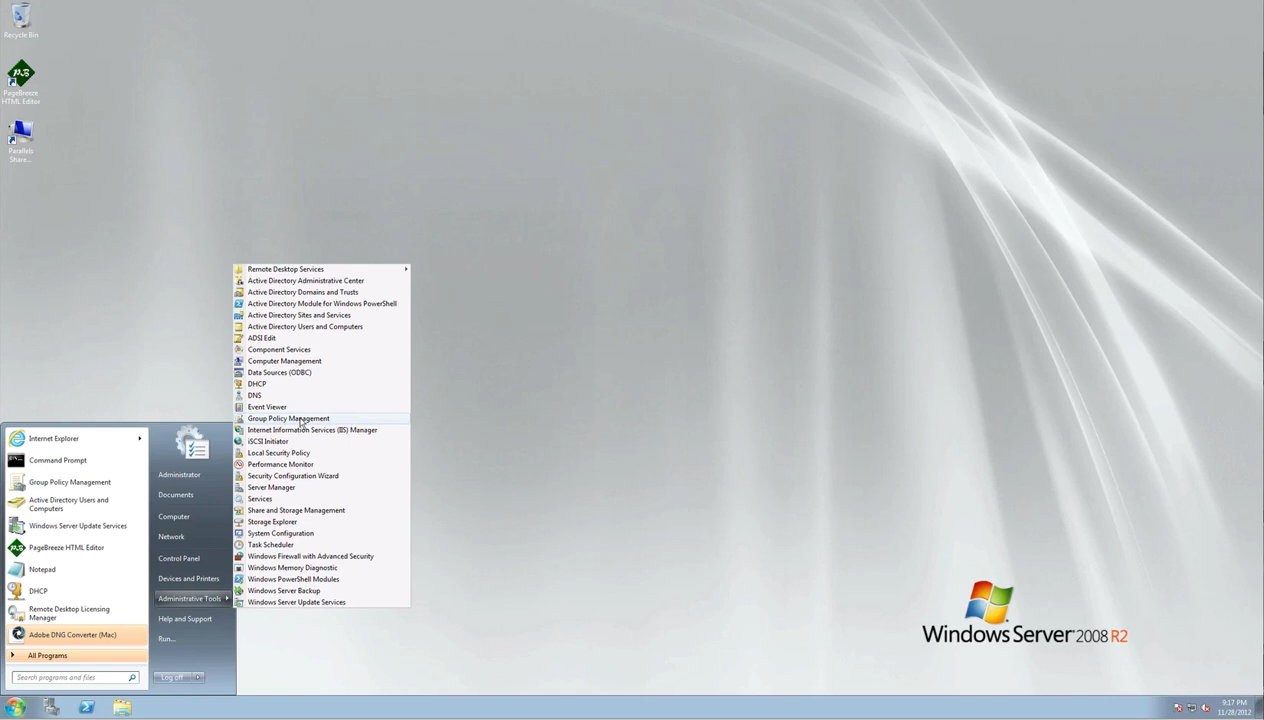 Recycle Bin
PageBreeze
HTML Editor
Parallels
Share...
Remote Desktop Services
Active Directory Administrative Center
Active Directory Domains and Trusts
Active Directory Module for Windows PowerShell
Active Directory Sites and Services
Active Directory Users and Computers
ADSI Edit
Component Services
Computer Management
Data Sources (ODBC)
DHCP
DNS
Event Viewer
Group Policy Management
Internet Information Services (IIS) Manager
iSCSI Initiator
Local Security Policy
Performance Monitor
Security Configuration Wizard
Server Manager
Services
Share and Storage Management
Storage Explorer
System Configuration
Task Scheduler
Windows Firewall with Advanced Security
Windows Memory Diagnostic
Windows PowerShell Modules
Windows Server Backup
Windows Server Update Services
Internet Explorer
Command Prompt
Group Policy Management
Active Directory Users and
Computers
Windows Server Update Services
PageBreeze HTML Editor
Notepad
DHCP
Remote Desktop Licensing
Manager
Adobe DNG Converter (Mac)
All Programs
Search programs and files
Administrator
Documents
Computer
Network
Control Panel
Devices and Printers
Administrative Tools
Help and Support
Run...
Log off
Windows Server 2008 R2
9:17 PM
11/28/2012